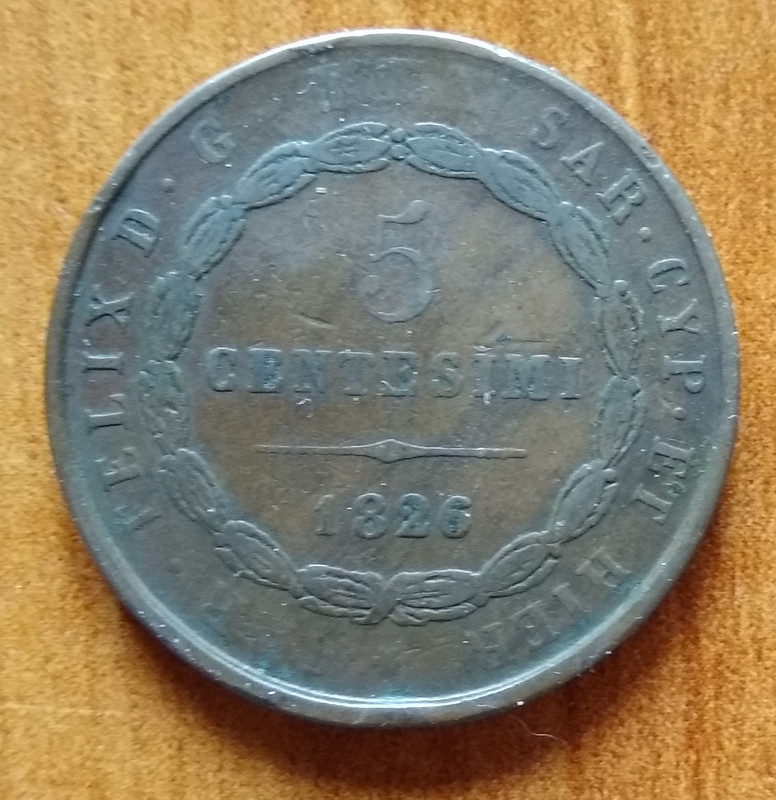 FELIX D · G SAR · CYP · ET HIER
5
CENTESIMI
1826